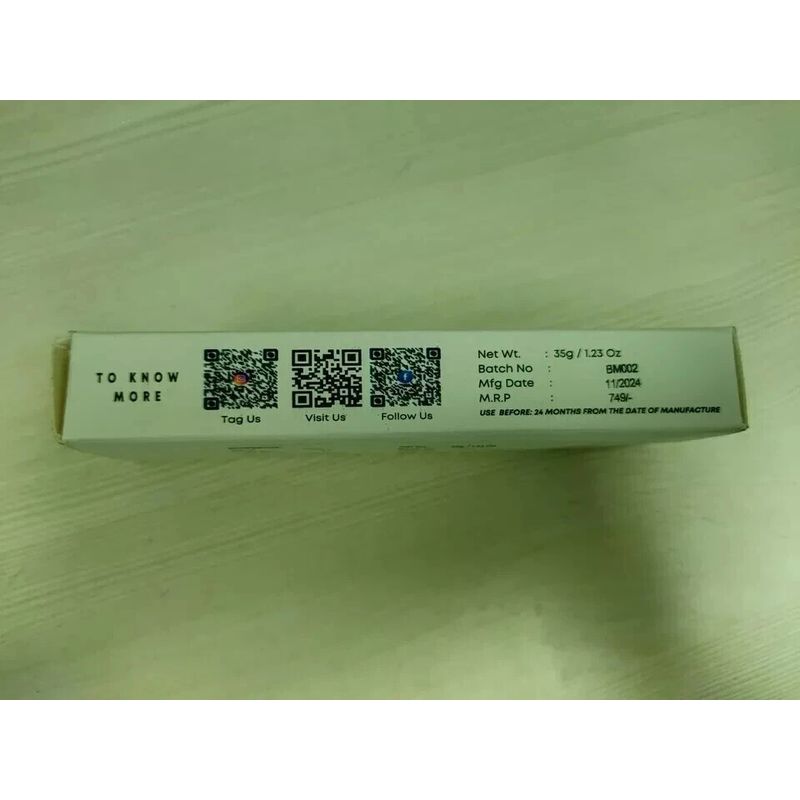 TO KNOW
MORE
Tag Us
Visit Us
Follow Us
Net Wt. : 35g / 1.23 Oz
Batch No : BM002
Mfg Date : 11/2024
M.R.P : 749/-
USE BEFORE: 24 MONTHS FROM THE DATE OF MANUFACTURE